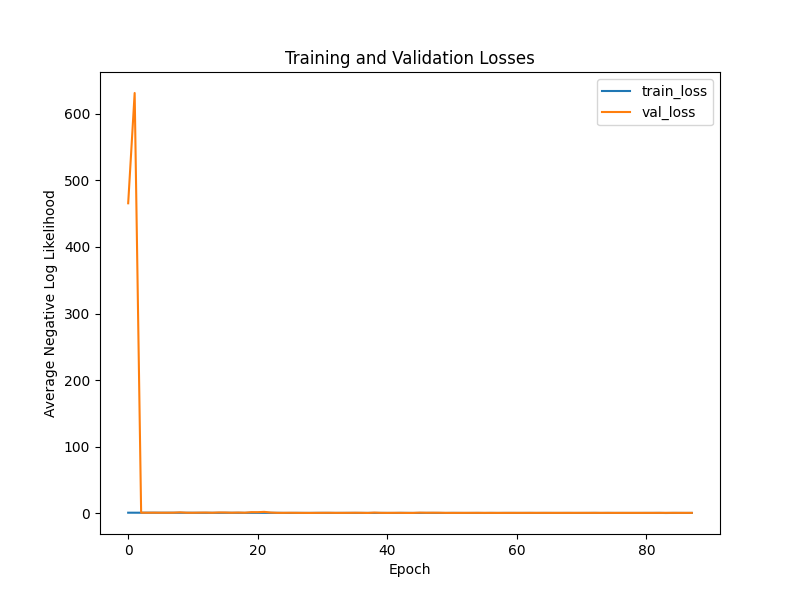 Training and Validation Losses
train_loss
val_loss
Average Negative Log Likelihood
600
500
400
300
200
100
0
0 20 40 60 80
Epoch